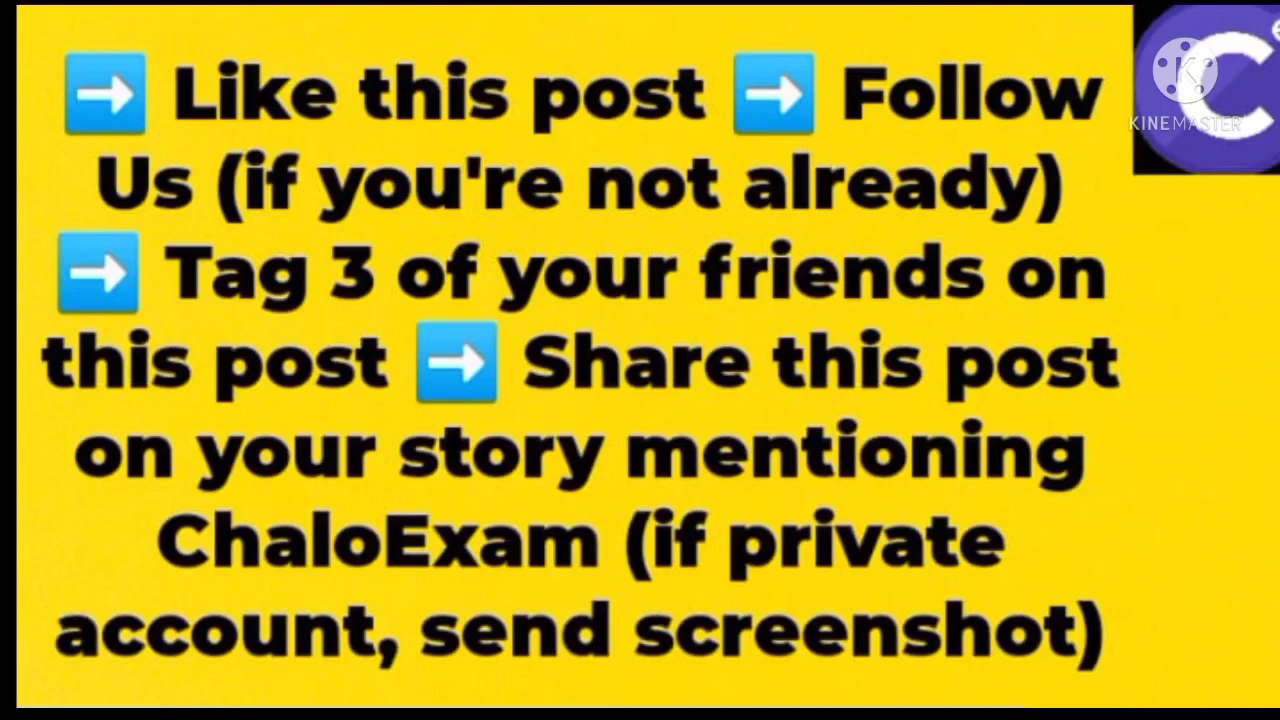 ➡️ Like this post ➡️ Follow
Us (if you're not already)
➡️ Tag 3 of your friends on
this post ➡️ Share this post
on your story mentioning
ChaloExam (if private
account, send screenshot)
C
K
KINEMASTER